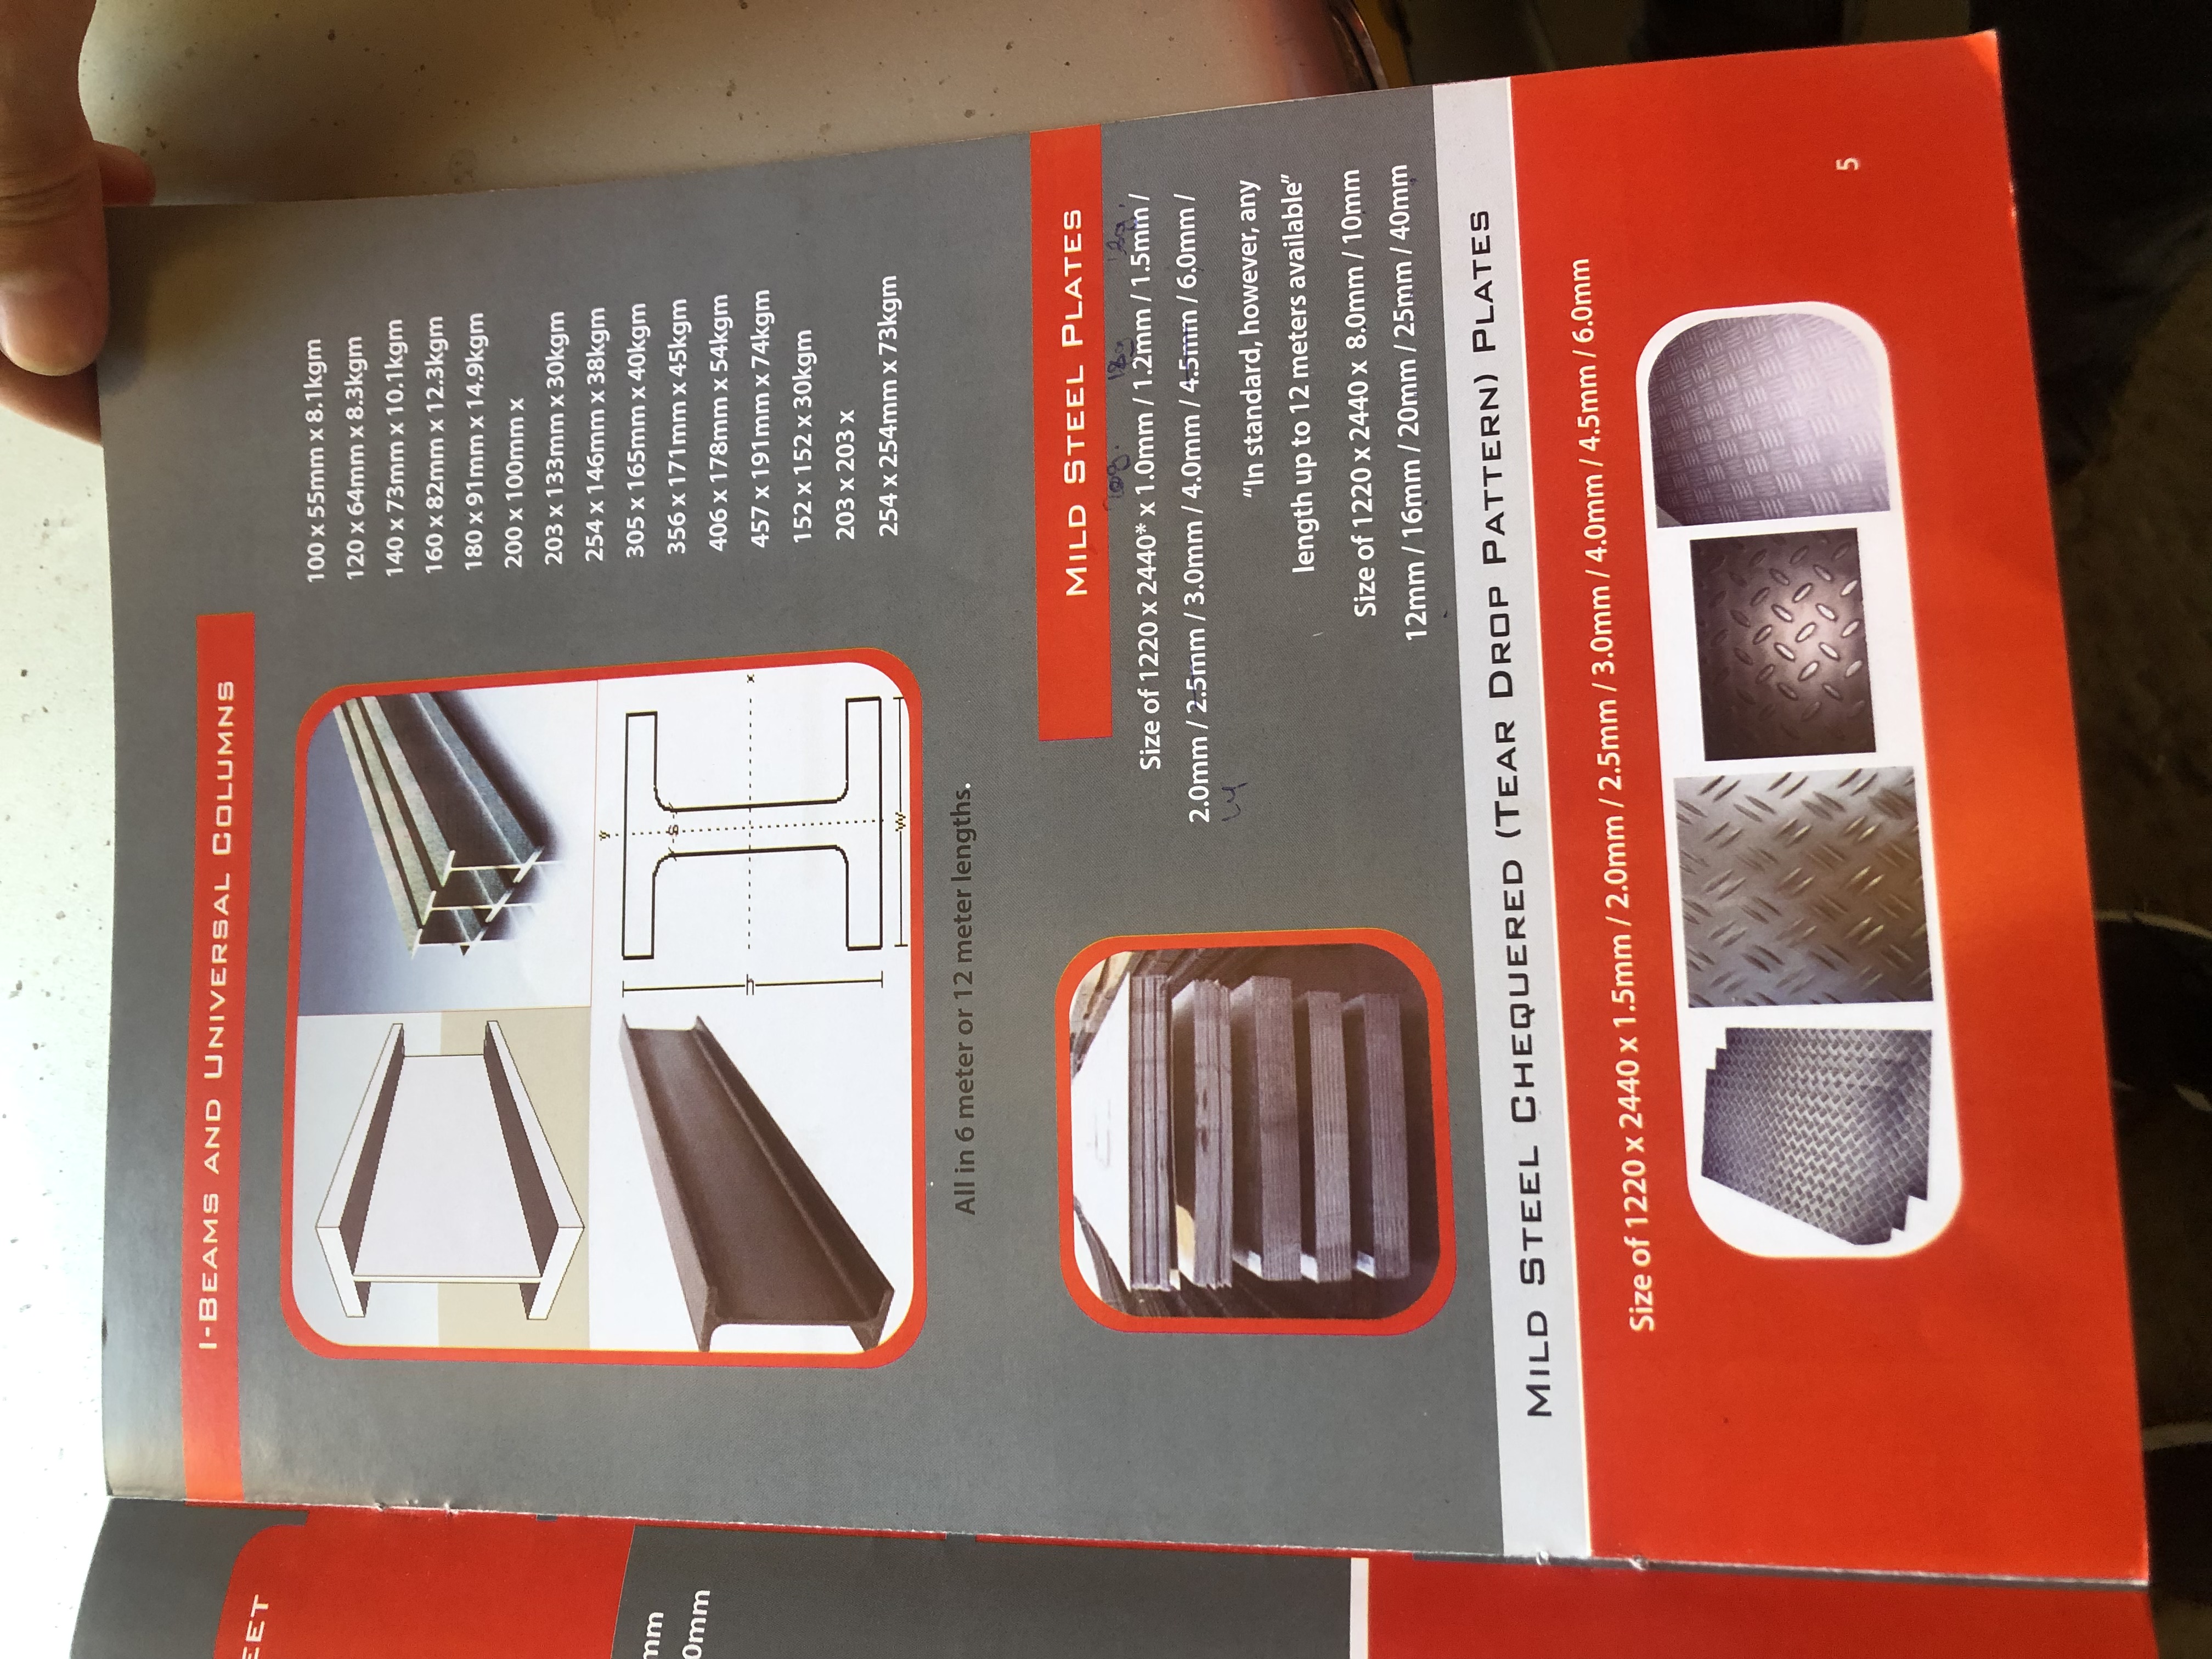 EET
mm
0mm
I-BEAMS AND UNIVERSAL COLUMNS
100 x 55mm x 8.1kgm
120 x 64mm x 8.3kgm
140 x 73mm x 10.1kgm
160 x 82mm x 12.3kgm
180 x 91mm x 14.9kgm
200 x 100mm x
203 x 133mm x 30kgm
254 x 146mm x 38kgm
305 x 165mm x 40kgm
356 x 171mm x 45kgm
406 x 178mm x 54kgm
457 x 191mm x 74kgm
152 x 152 x 30kgm
203 x 203 x
254 x 254mm x 73kgm
y
S
x
W
All in 6 meter or 12 meter lengths.
MILD STEEL PLATES
18g
Size of 1220 x 2440* x 1.0mm / 1.2mm / 1.5mm /
2.0mm / 2.5mm / 3.0mm / 4.0mm / 4.5mm / 6.0mm /
"In standard, however, any
length up to 12 meters available"
Size of 1220 x 2440 x 8.0mm / 10mm
12mm / 16mm / 20mm / 25mm / 40mm
MILD STEEL CHEQUERED (TEAR DROP PATTERN) PLATES
Size of 1220 x 2440 x 1.5mm / 2.0mm / 2.5mm / 3.0mm / 4.0mm / 4.5mm / 6.0mm
5